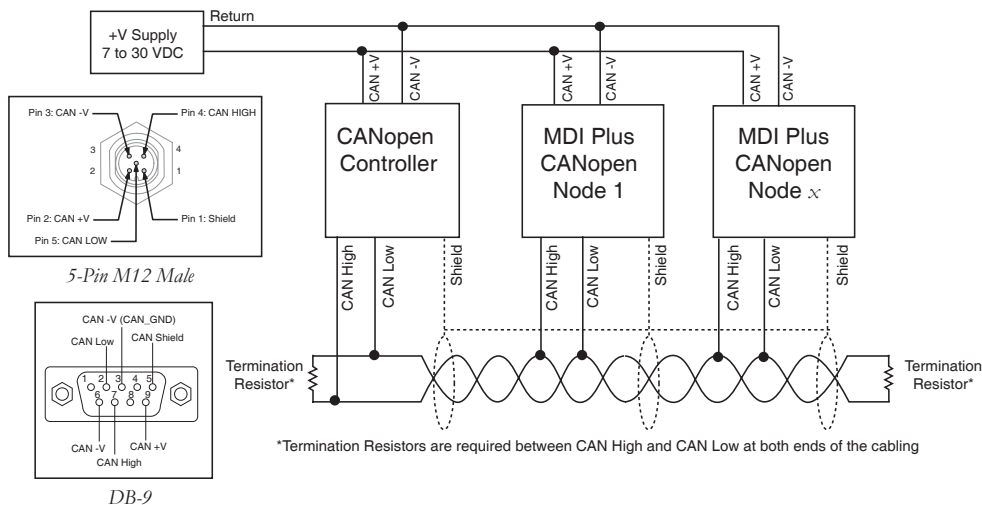 +V Supply
7 to 30 VDC
Return
CAN +V
CAN -V
CAN +V
CAN -V
CAN +V
CAN -V
CANopen
Controller
MDI Plus
CANopen
Node 1
MDI Plus
CANopen
Node x
Pin 3: CAN -V
Pin 4: CAN HIGH
3
4
2
1
Pin 2: CAN +V
Pin 1: Shield
Pin 5: CAN LOW
5-Pin M12 Male
CAN High
CAN Low
Shield
CAN High
CAN Low
Shield
CAN High
CAN Low
Shield
CAN -V (CAN_GND)
CAN Low
CAN Shield
1 2 3 4 5
6 7 8 9
CAN -V
CAN +V
CAN High
DB-9
Termination
Resistor*
Termination
Resistor*
*Termination Resistors are required between CAN High and CAN Low at both ends of the cabling